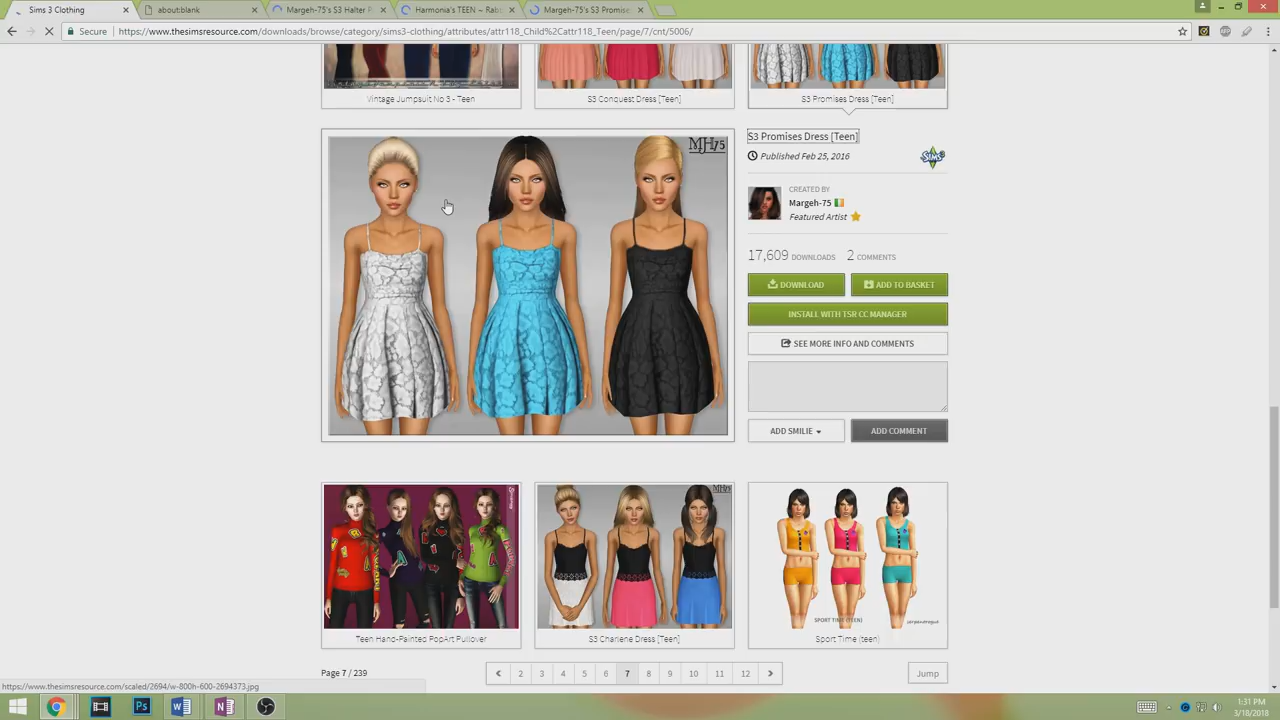 Sims 3 Clothing
about:blank
Margeh-75's S3 Halter P
Harmonia's TEEN ~ Rab
Margeh-75's S3 Promise
Secure
https://www.thesimsresource.com/downloads/browse/category/sims3-clothing/attributes/attr118_Child%2Cattr118_Teen/page/7/cnt/5006/
Vintage Jumpsuit No 3 - Teen
S3 Conquest Dress [Teen]
S3 Promises Dress [Teen]
MJH75
S3 Promises Dress [Teen]
Published Feb 25, 2016
CREATED BY
Margeh-75
Featured Artist
17,609 DOWNLOADS 2 COMMENTS
DOWNLOAD
ADD TO BASKET
INSTALL WITH TSR CC MANAGER
SEE MORE INFO AND COMMENTS
ADD SMILIE
ADD COMMENT
MJH75
SPORT TIME (TEEN)
Teen Hand-Painted PopArt Pullover
S3 Charlene Dress [Teen]
Sport Time (teen)
Page 7 / 239
2 3 4 5 6 7 8 9 10 11 12
Jump
https://www.thesimsresource.com/scaled/2694/w-800h-600-2694373.jpg
1:31 PM
3/18/2018